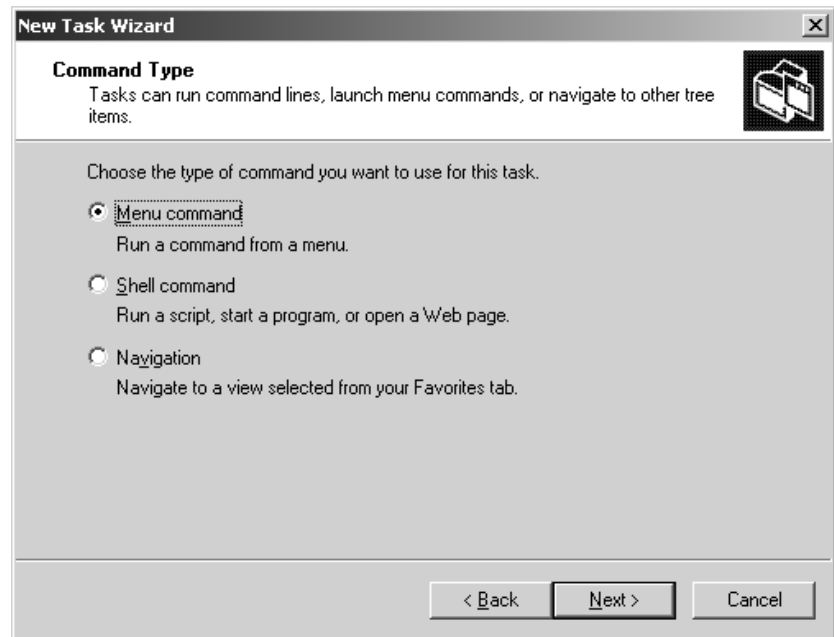 New Task Wizard
Command Type
Tasks can run command lines, launch menu commands, or navigate to other tree
items.
Choose the type of command you want to use for this task.
Menu command
Run a command from a menu.
Shell command
Run a script, start a program, or open a Web page.
Navigation
Navigate to a view selected from your Favorites tab.
< Back Next > Cancel